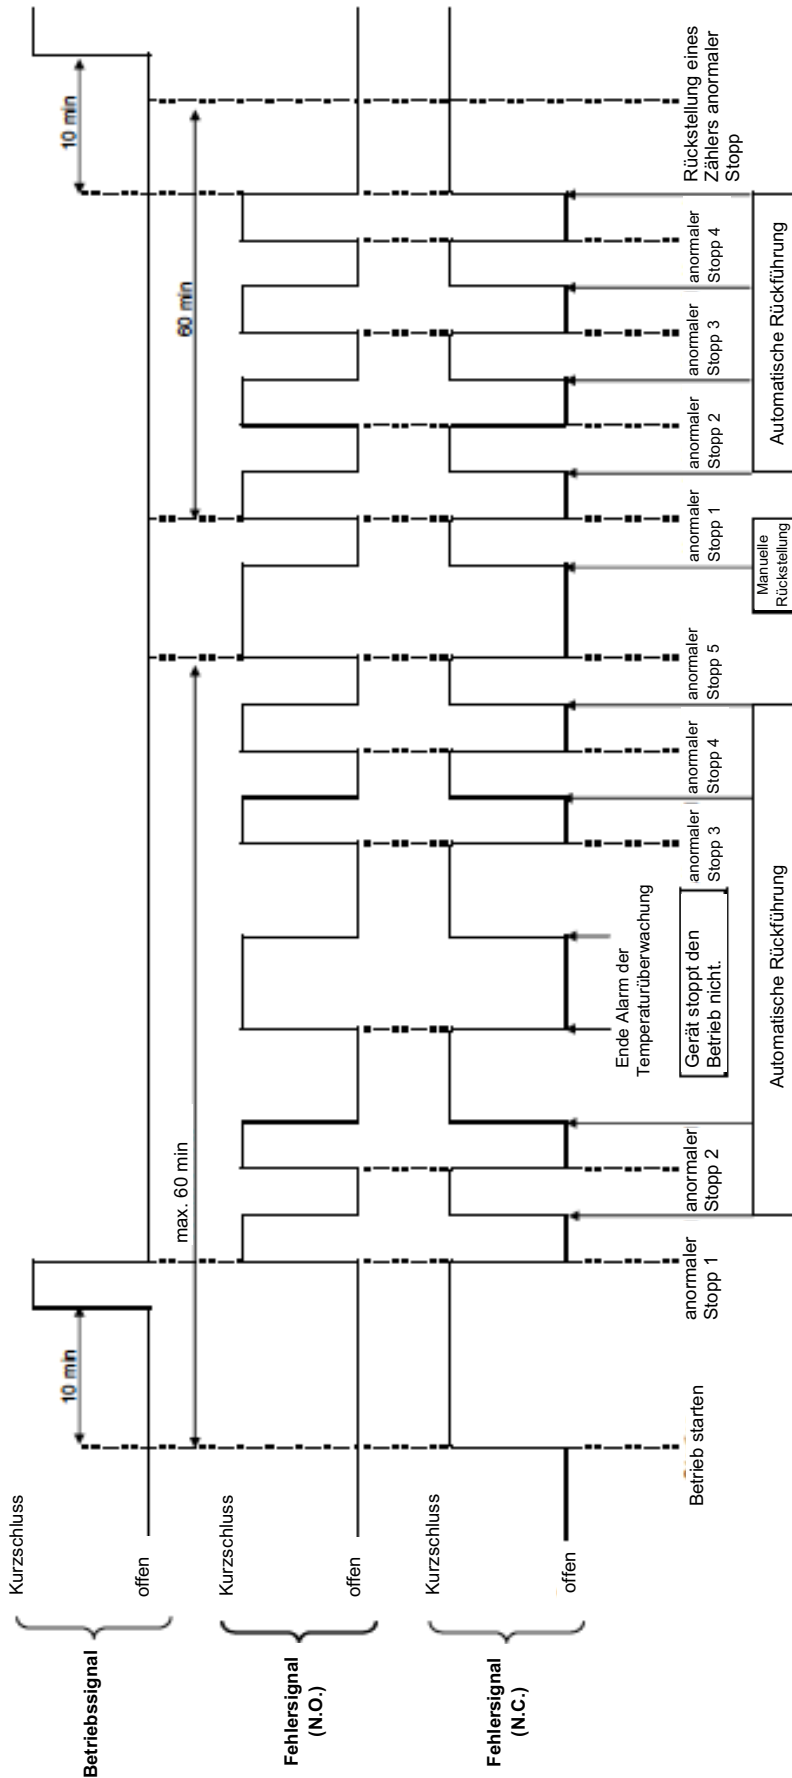 Betriebssignal
Kurzschluss
offen
10 min
10 min
max. 60 min
60 min
Fehlersignal
(N.O.)
Kurzschluss
offen
Fehlersignal
(N.C.)
Kurzschluss
offen
Betrieb starten
anormaler
Stopp 1
anormaler
Stopp 2
Ende Alarm der
Temperaturüberwachung
Gerät stoppt den
Betrieb nicht.
anormaler
Stopp 3
anormaler
Stopp 4
anormaler
Stopp 5
anormaler
Stopp 1
anormaler
Stopp 2
anormaler
Stopp 3
anormaler
Stopp 4
Rückstellung eines
Zählers anormaler
Stopp
Automatische Rückführung
Manuelle
Rückstellung
Automatische Rückführung